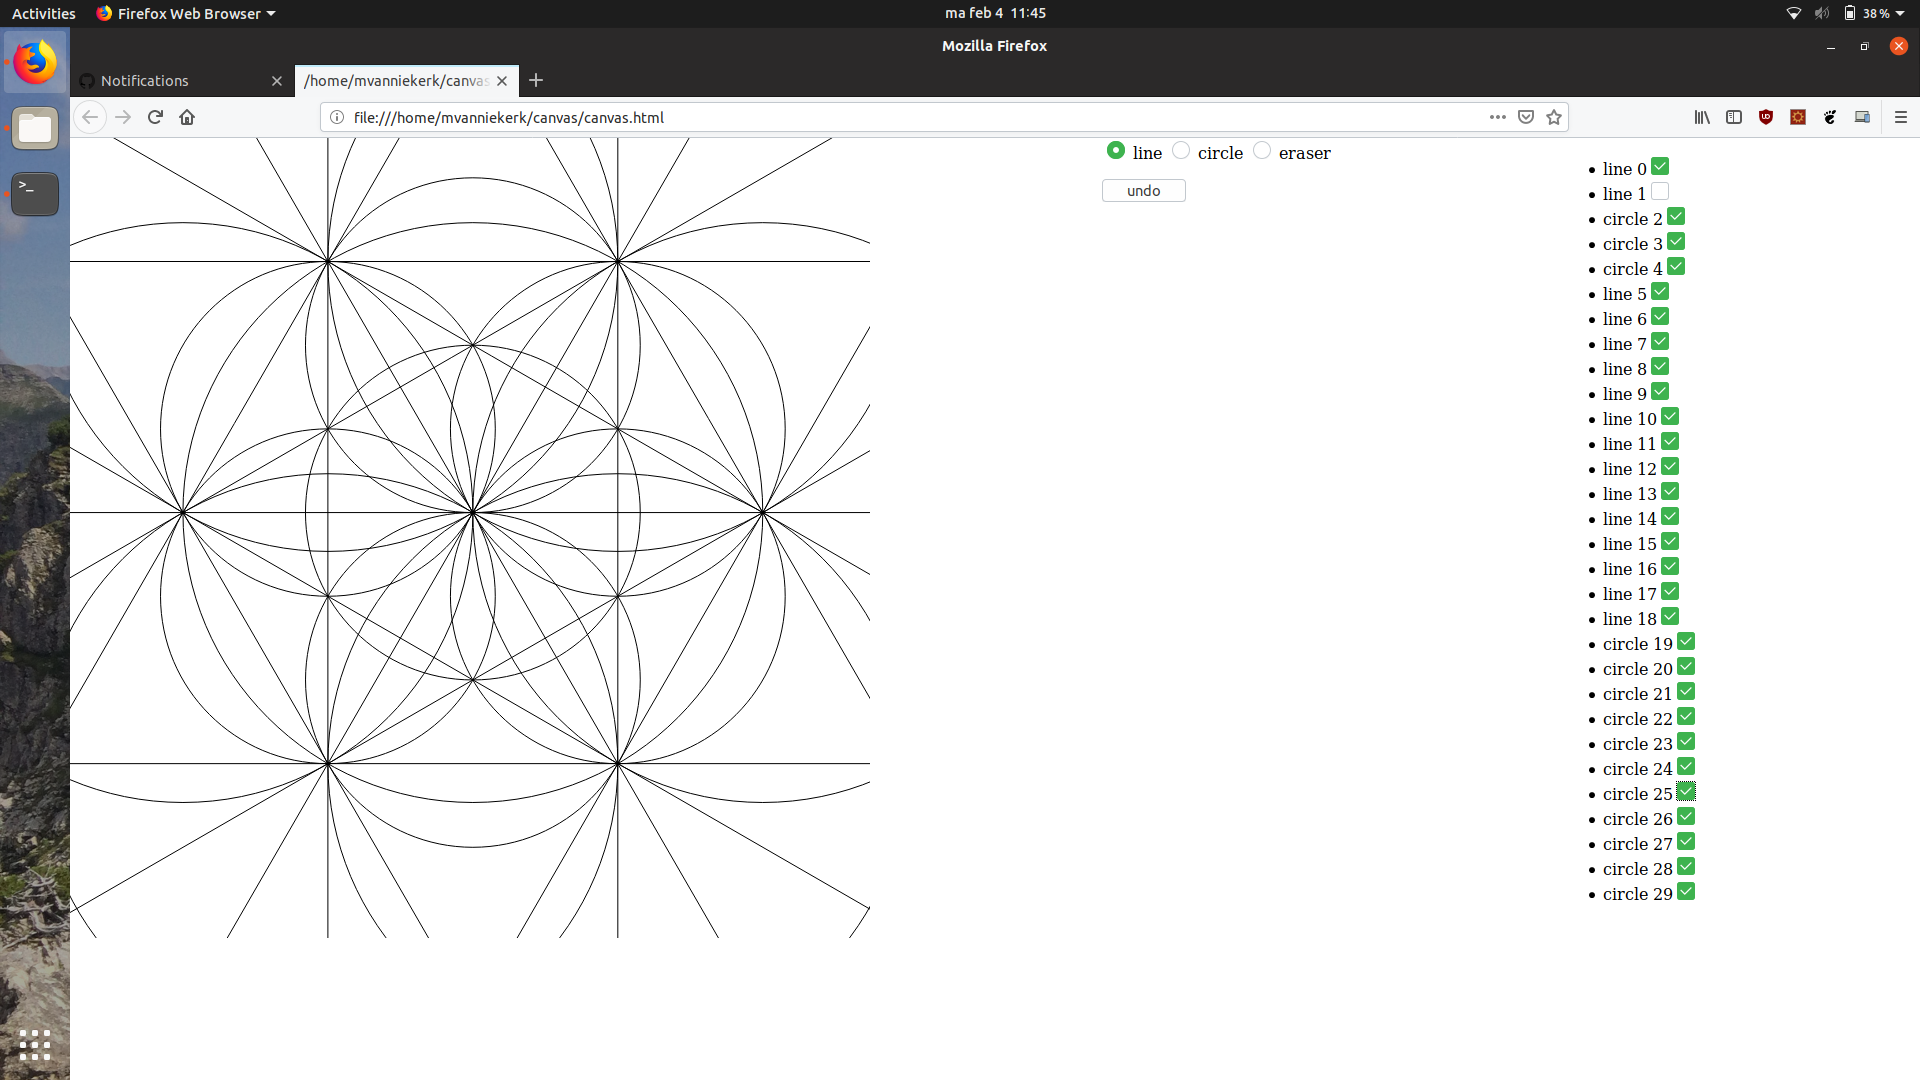 Activities Firefox Web Browser ma feb 4 11:45 38%
Mozilla Firefox
Notifications /home/mvanniekerk/canvas
file:///home/mvanniekerk/canvas/canvas.html
line circle eraser
undo
line 0
line 1
circle 2
circle 3
circle 4
line 5
line 6
line 7
line 8
line 9
line 10
line 11
line 12
line 13
line 14
line 15
line 16
line 17
line 18
circle 19
circle 20
circle 21
circle 22
circle 23
circle 24
circle 25
circle 26
circle 27
circle 28
circle 29